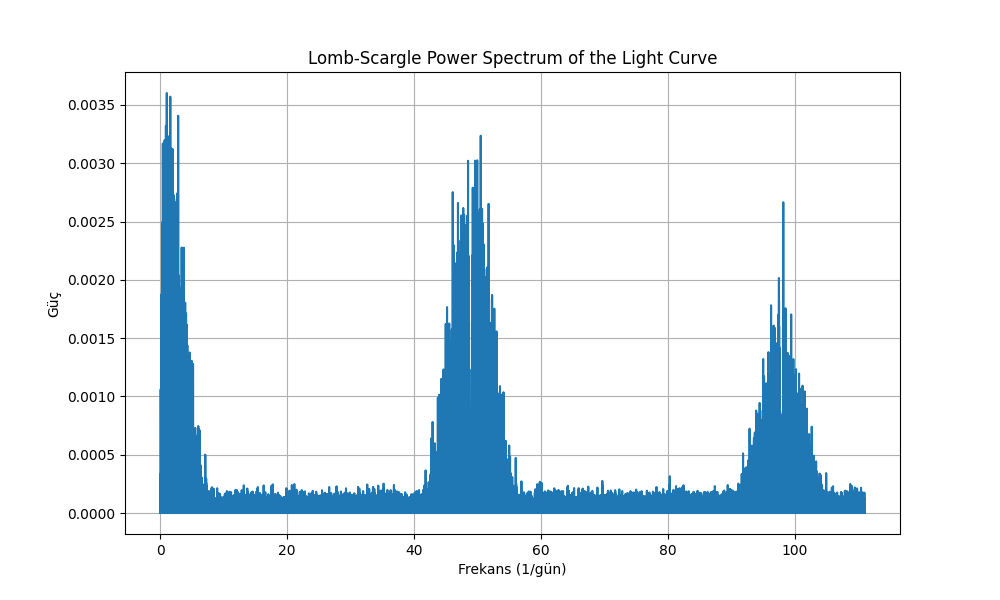 Lomb-Scargle Power Spectrum of the Light Curve
0.0035
0.0030
0.0025
0.0020
0.0015
0.0010
0.0005
0.0000
Güç
0 20 40 60 80 100
Frekans (1/gün)